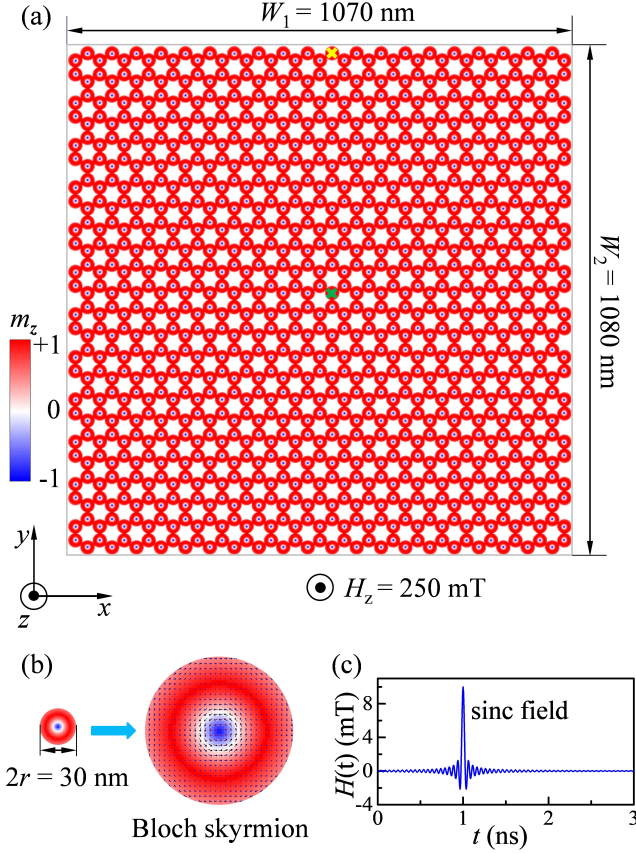 (a)
W1 = 1070 nm
W2 = 1080 nm
mz
+1
0
-1
y
z
x
Hz = 250 mT
(b)
2r = 30 nm
Bloch skyrmion
(c)
H(t) (mT)
8
4
0
-4
sinc field
0 1 2 3
t (ns)